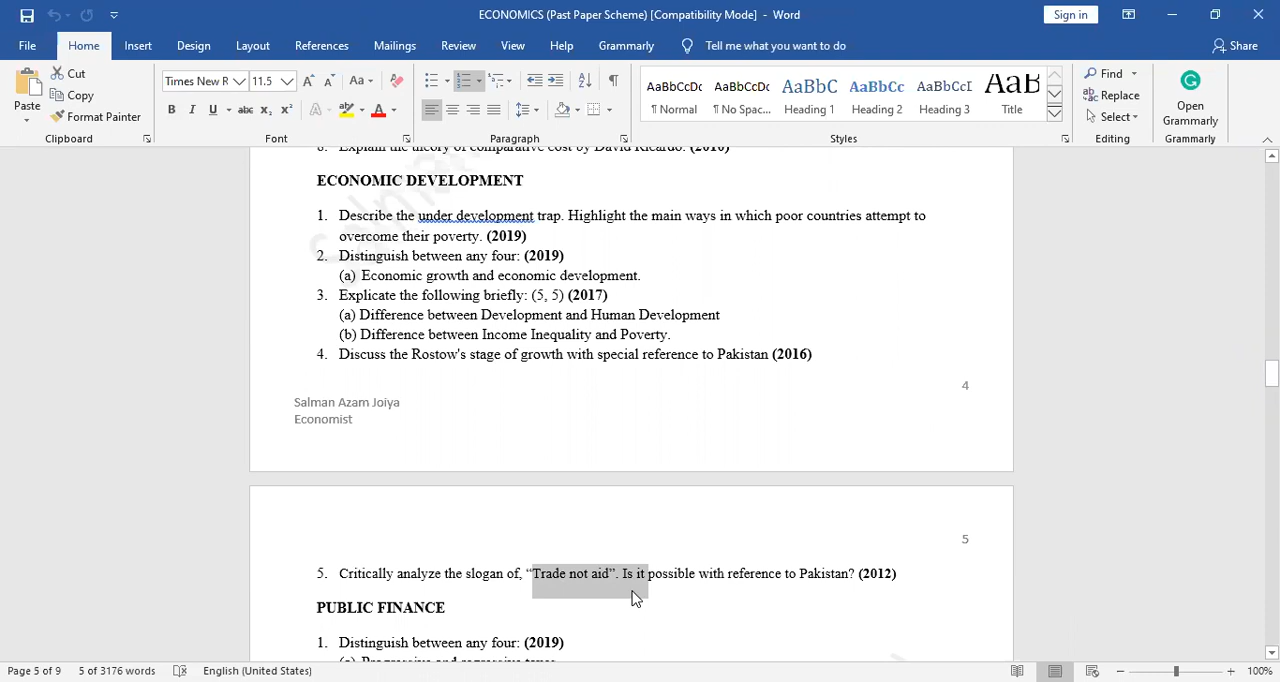 ECONOMICS (Past Paper Scheme) [Compatibility Mode] - Word
Sign in
File Home Insert Design Layout References Mailings Review View Help Grammarly Tell me what you want to do Share
Paste
Cut
Copy
Format Painter
Clipboard
Times New R 11.5
Aa
B I U abc x₂ x²
A A
Font
Paragraph
AaBbCcDc AaBbCcDc AaBbC AaBbCc AaBbCcI AaB
¶ Normal ¶ No Spac... Heading 1 Heading 2 Heading 3 Title
Styles
Find
Replace
Select
Editing
Open
Grammarly
Grammarly
8. Explain the theory of comparative cost by David Ricardo. (2016)
ECONOMIC DEVELOPMENT
1. Describe the under development trap. Highlight the main ways in which poor countries attempt to
overcome their poverty. (2019)
2. Distinguish between any four: (2019)
(a) Economic growth and economic development.
3. Explicate the following briefly: (5, 5) (2017)
(a) Difference between Development and Human Development
(b) Difference between Income Inequality and Poverty.
4. Discuss the Rostow's stage of growth with special reference to Pakistan (2016)
4
Salman Azam Joiya
Economist
5
5. Critically analyze the slogan of, “Trade not aid”. Is it possible with reference to Pakistan? (2012)
PUBLIC FINANCE
1. Distinguish between any four: (2019)
(a) Progressive and regressive taxes
Page 5 of 9 5 of 3176 words English (United States) 100%